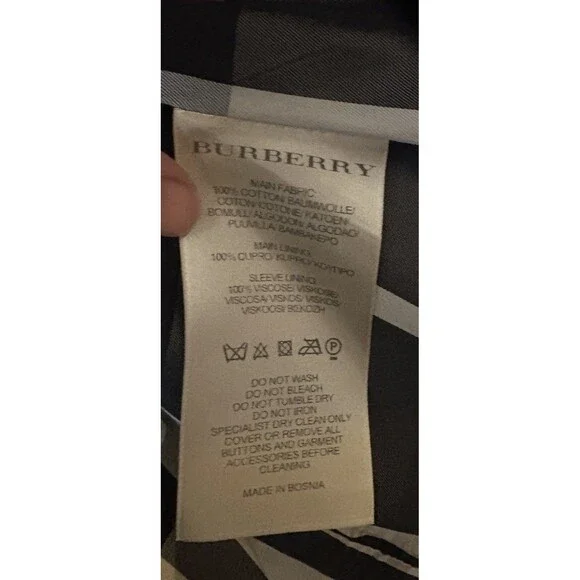 BURBERRY
MAIN FABRIC:
100% COTTON/ BAUMWOLLE/
COTON/ COTONE/ KATOEN/
BOMULL/ ALGODON/ ALGODAO/
PUUVILLA/ ΒΑΜΒΑΚΕΡΟ
MAIN LINING:
100% CUPRO/ KUPRO/
SLEEVE LINING:
100% VISCOSE/ VISKOSE/
VISCOSA/ VISKOS/ VISKOS/
VISKOOSI/
P
DO NOT WASH
DO NOT BLEACH
DO NOT TUMBLE DRY
DO NOT IRON
SPECIALIST DRY CLEAN ONLY
COVER OR REMOVE ALL
BUTTONS AND GARMENT
ACCESSORIES BEFORE
CLEANING
MADE IN BOSNIA